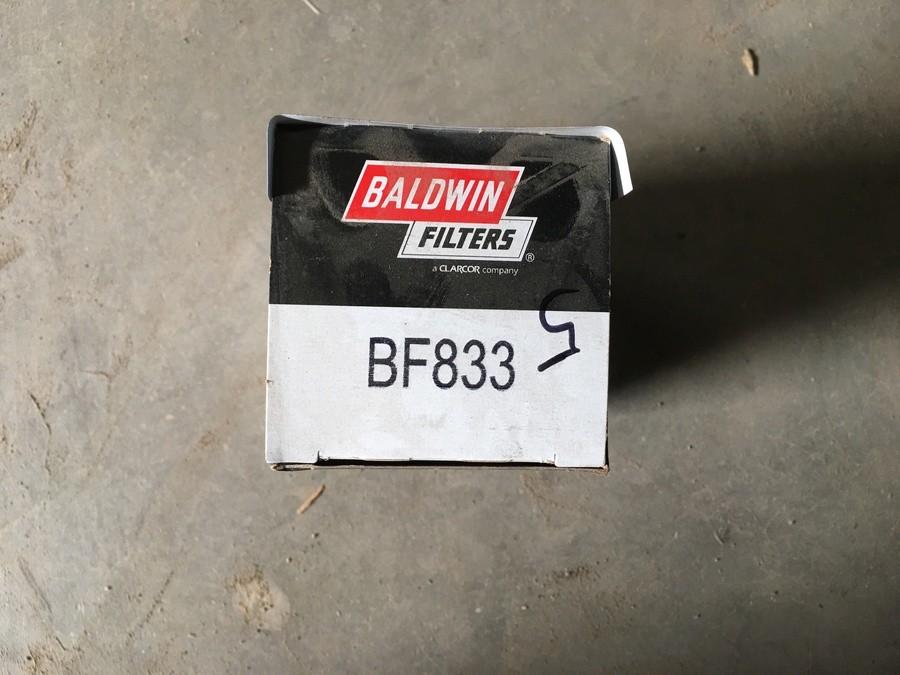 BALDWIN
FILTERS®
a CLARCOR company
BF833
5